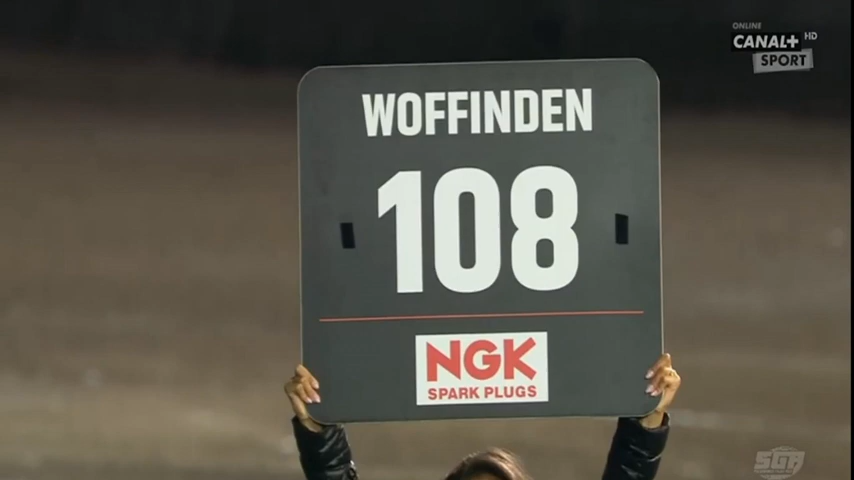 ONLINE
CANAL+ HD
SPORT
WOFFINDEN
108
NGK
SPARK PLUGS
SGP